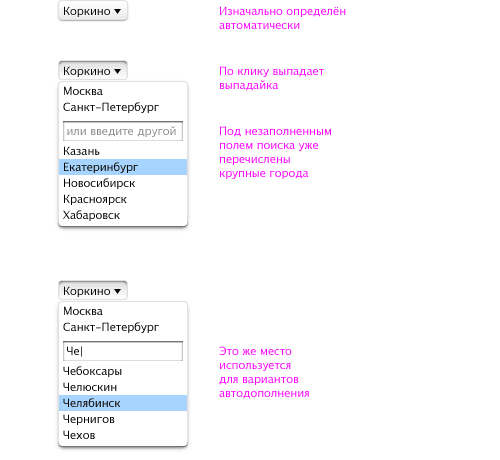 Коркино ▼
Изначально определён
автоматически
Коркино ▼
По клику выпадает
выпадайка
Москва
Санкт-Петербург
или введите другой
Под незаполненным
полем поиска уже
перечислены
крупные города
Казань
Екатеринбург
Новосибирск
Красноярск
Хабаровск
Коркино ▼
Москва
Санкт-Петербург
Че
Это же место
используется
для вариантов
автодополнения
Чебоксары
Челюскин
Челябинск
Чернигов
Чехов